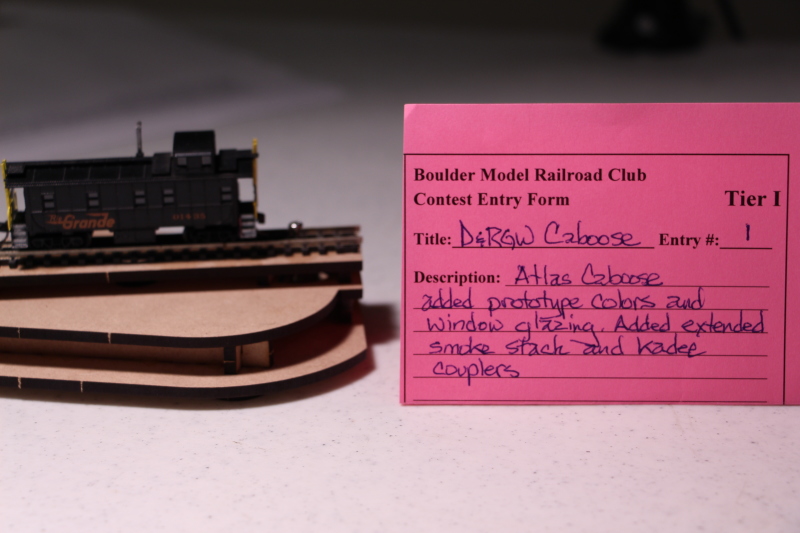 Rio
Grande
Boulder Model Railroad Club
Contest Entry Form Tier I
Title: D&RGW Caboose Entry #: 1
Description: Atlas Caboose
added prototype colors and
window glazing. Added extended
smoke stack and Kadee
couplers